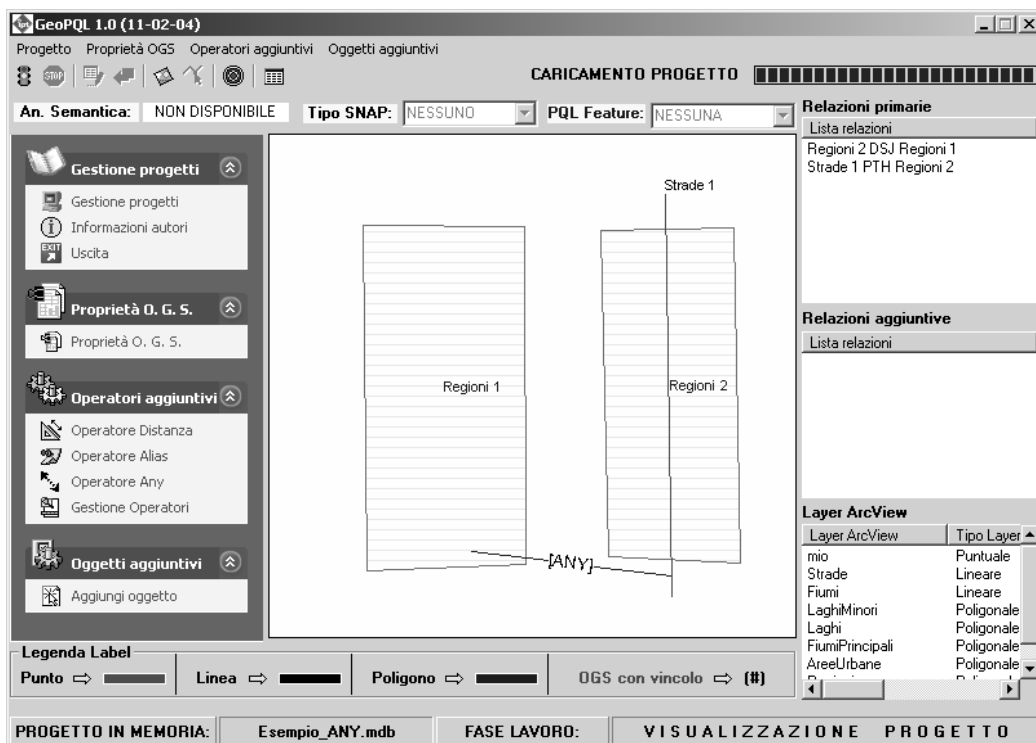 GeoPQL 1.0 (11-02-04)
Progetto Proprietà OGS Operatori aggiuntivi Oggetti aggiuntivi
STOP
CARICAMENTO PROGETTO
An. Semantica: NON DISPONIBILE Tipo SNAP: NESSUNO PQL Feature: NESSUNA
Gestione progetti
Gestione progetti
Informazioni autori
EXIT
Uscita
Proprietà O. G. S.
Proprietà O. G. S.
Operatori aggiuntivi
Operatore Distanza
Operatore Alias
Operatore Any
Gestione Operatori
Oggetti aggiuntivi
Aggiungi oggetto
Strade 1
Regioni 1
Regioni 2
[ANY]
Relazioni primarie
Lista relazioni
Regioni 2 DSJ Regioni 1
Strade 1 PTH Regioni 2
Relazioni aggiuntive
Lista relazioni
Layer ArcView
Layer ArcView Tipo Layer
mio Puntuale
Strade Lineare
Fiumi Lineare
LaghiMinori Poligonale
Laghi Poligonale
FiumiPrincipali Poligonale
AreeUrbane Poligonale
Legenda Label
Punto ⇨ Linea ⇨ Poligono ⇨ OGS con vincolo ⇨ (#)
PROGETTO IN MEMORIA: Esempio_ANY.mdb FASE LAVORO: VISUALIZZAZIONE PROGETTO